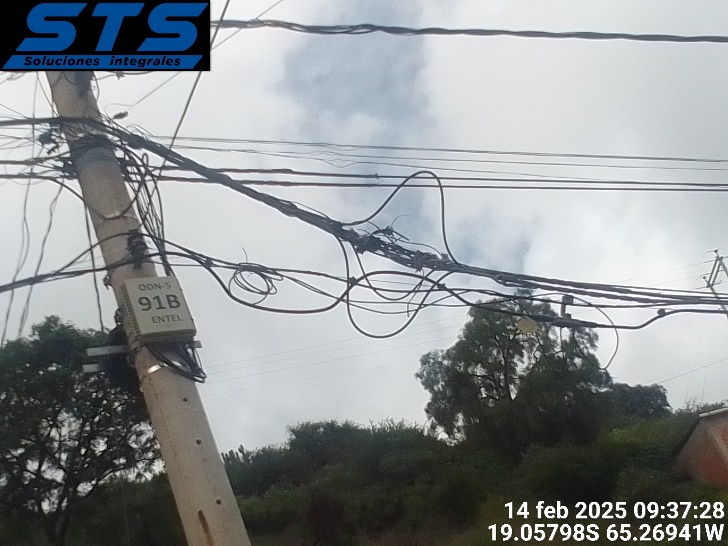 STS
Soluciones integrales
ODN-5
91B
ENTEL
14 feb 2025 09:37:28
19.05798S 65.26941W